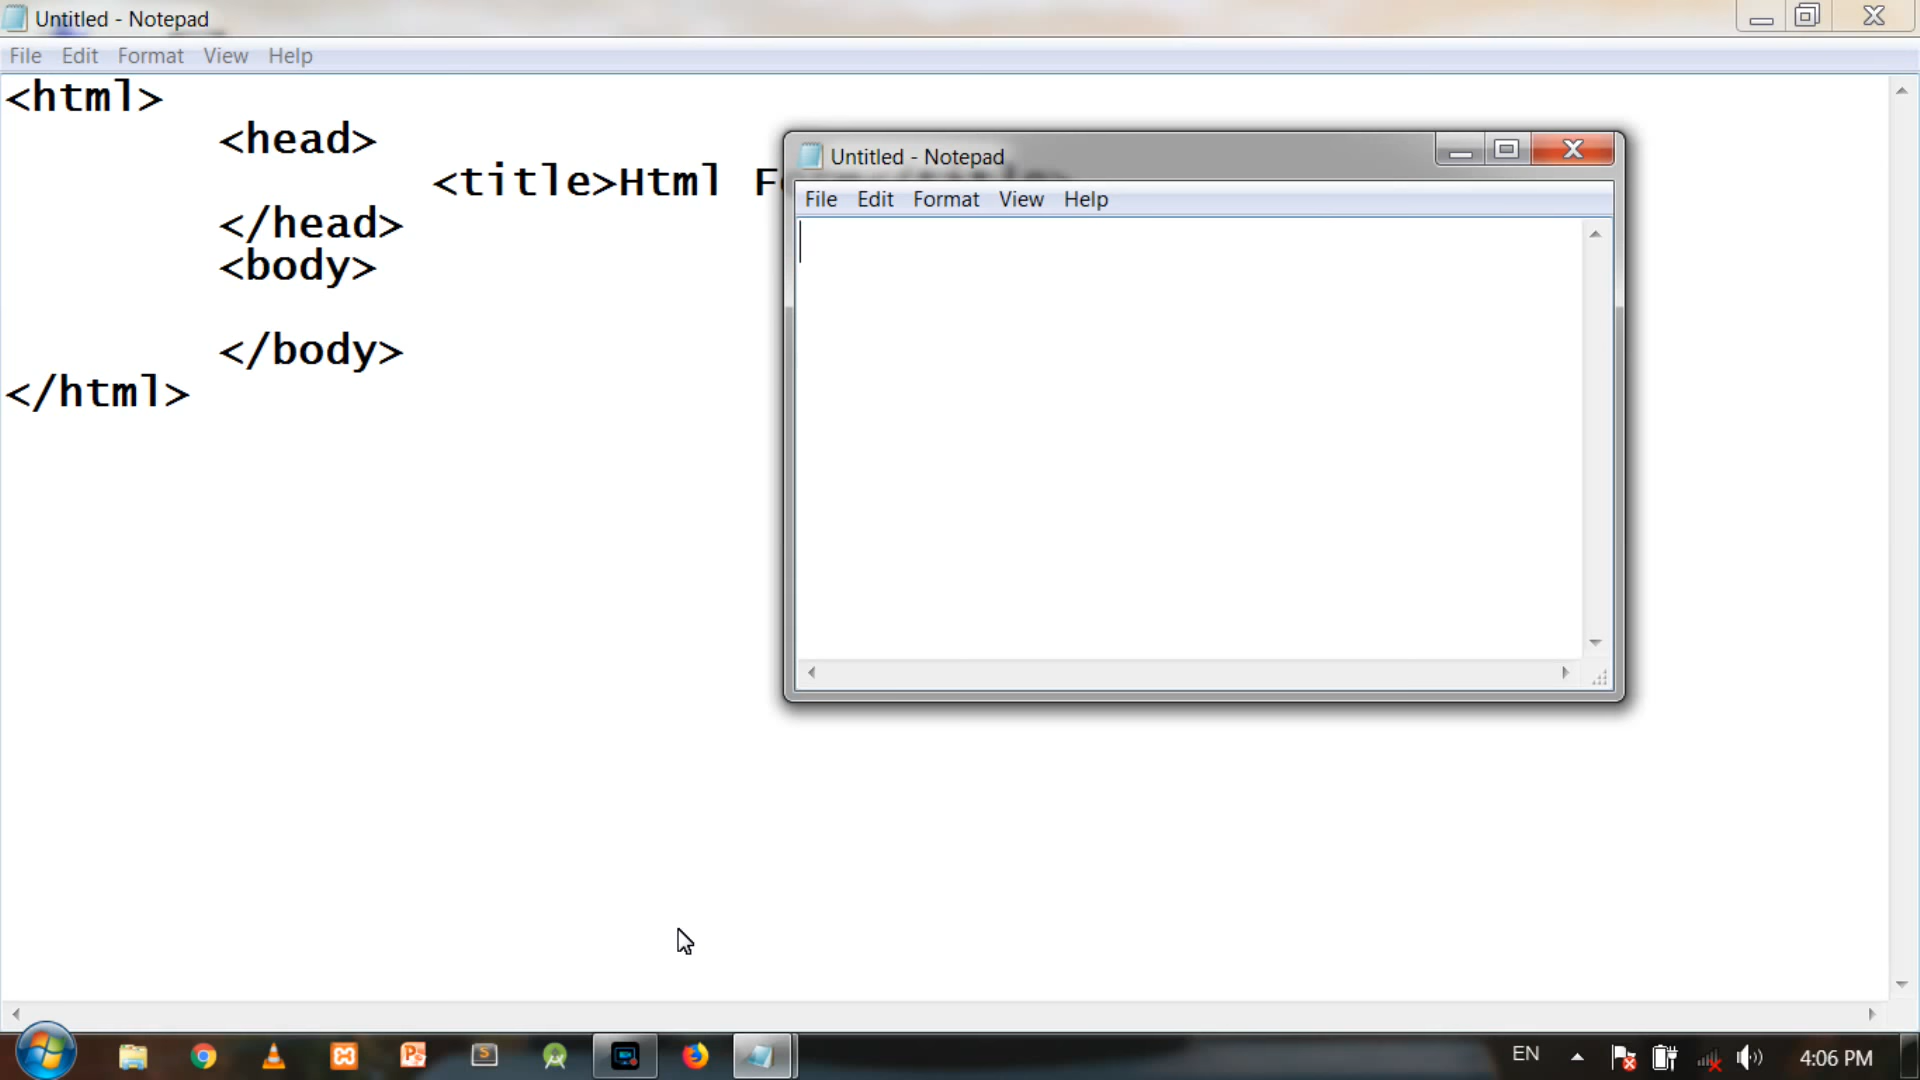 Untitled - Notepad
File Edit Format View Help
<html>
<head>
<title>Html
</head>
<body>
</body>
</html>
Untitled - Notepad
File Edit Format View Help
EN
4:06 PM